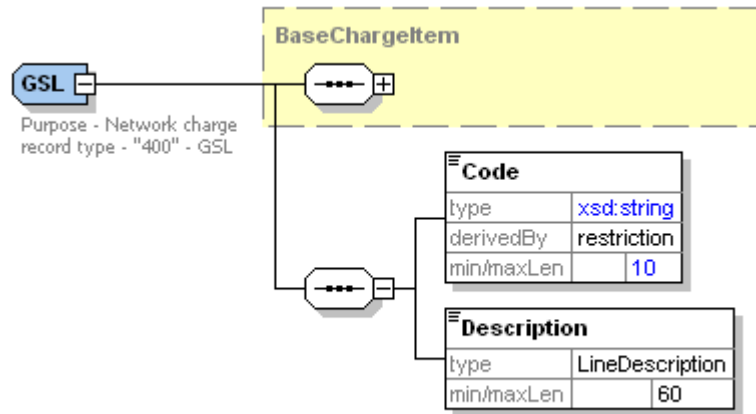 BaseChargeItem
GSL
Purpose - Network charge
record type - "400" - GSL
Code
type xsd:string
derivedBy restriction
min/maxLen 10
Description
type LineDescription
min/maxLen 60